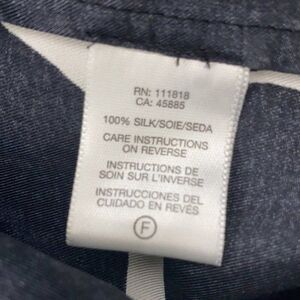 RN: 111818
CA: 45885
100% SILK/SOIE/SEDA
CARE INSTRUCTIONS
ON REVERSE
INSTRUCTIONS DE
SOIN SUR L'INVERSE
INSTRUCCIONES DEL
CUIDADO EN REVÉS
F